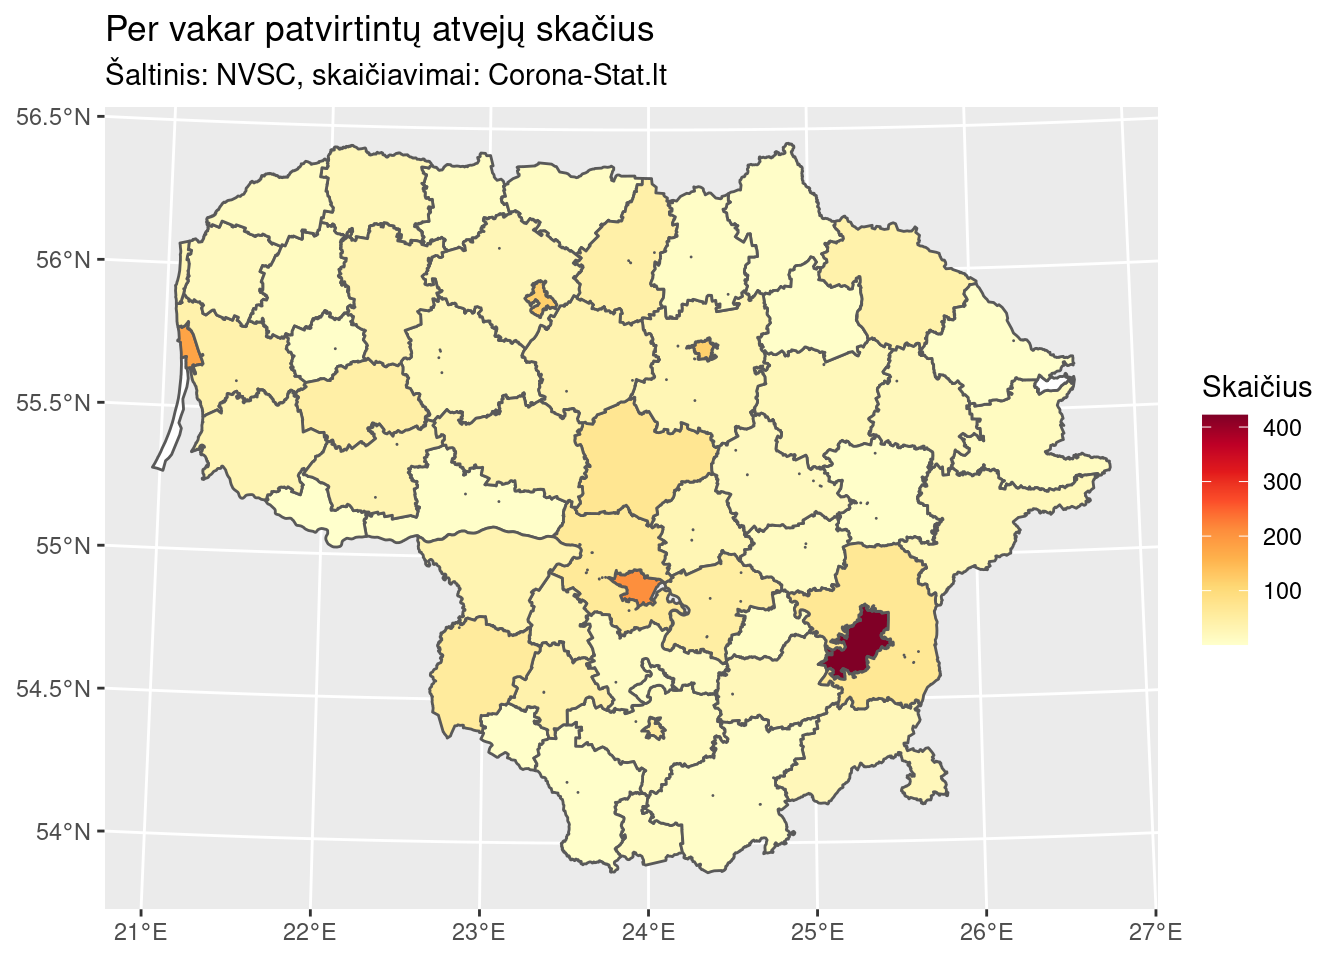 Per vakar patvirtintų atvejų skačius
Šaltinis: NVSC, skaičiavimai: Corona-Stat.lt
56.5°N
56°N
55.5°N
55°N
54.5°N
54°N
21°E
22°E
23°E
24°E
25°E
26°E
27°E
Skaičius
400
300
200
100